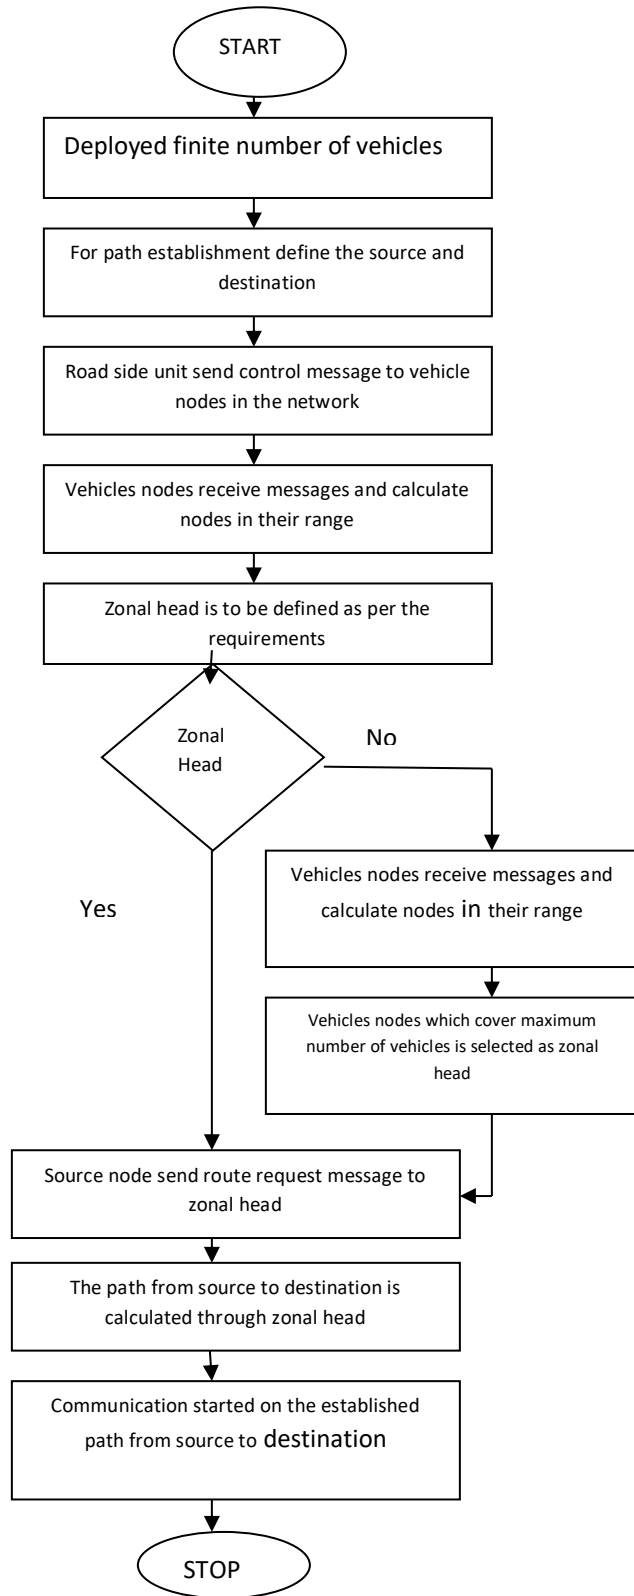 START
Deployed finite number of vehicles
For path establishment define the source and
destination
Road side unit send control message to vehicle
nodes in the network
Vehicles nodes receive messages and calculate
nodes in their range
Zonal head is to be defined as per the
requirements
Zonal
Head
No
Yes
Vehicles nodes receive messages and
calculate nodes in their range
Vehicles nodes which cover maximum
number of vehicles is selected as zonal
head
Source node send route request message to
zonal head
The path from source to destination is
calculated through zonal head
Communication started on the established
path from source to destination
STOP